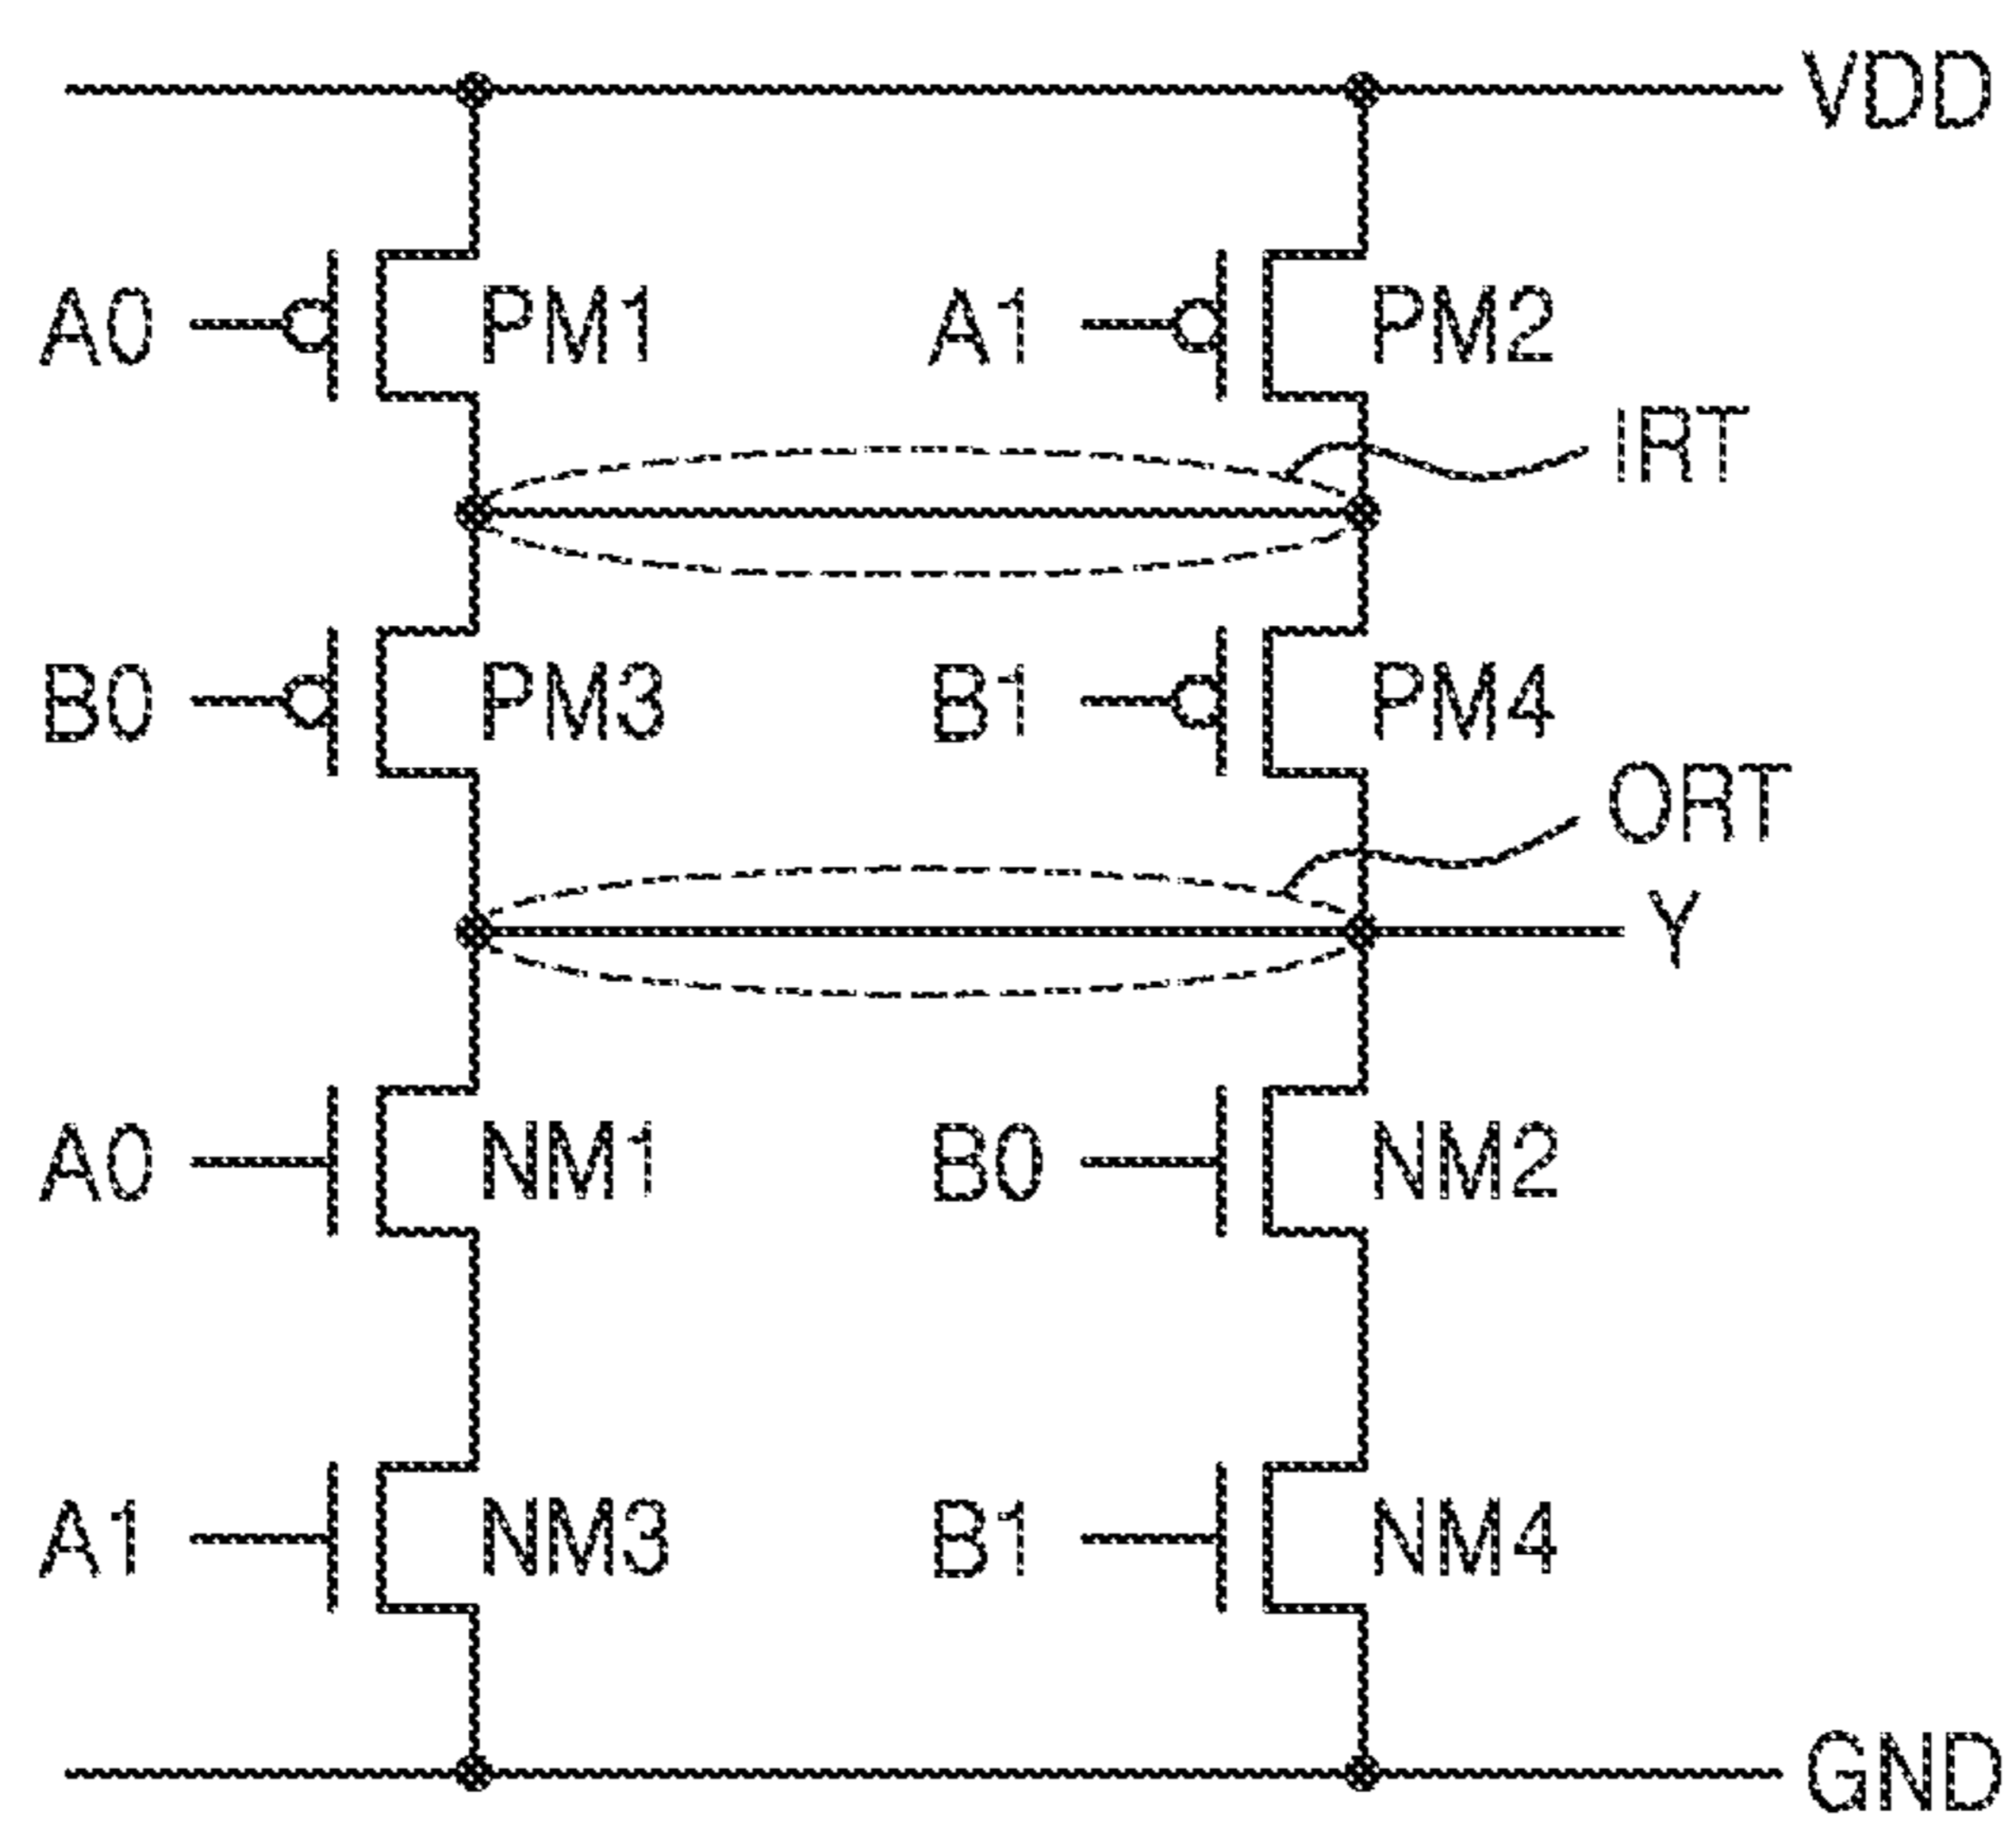 VDD
A0 PM1 A1 PM2
IRT
B0 PM3 B1 PM4
ORT
Y
A0 NM1 B0 NM2
A1 NM3 B1 NM4
GND